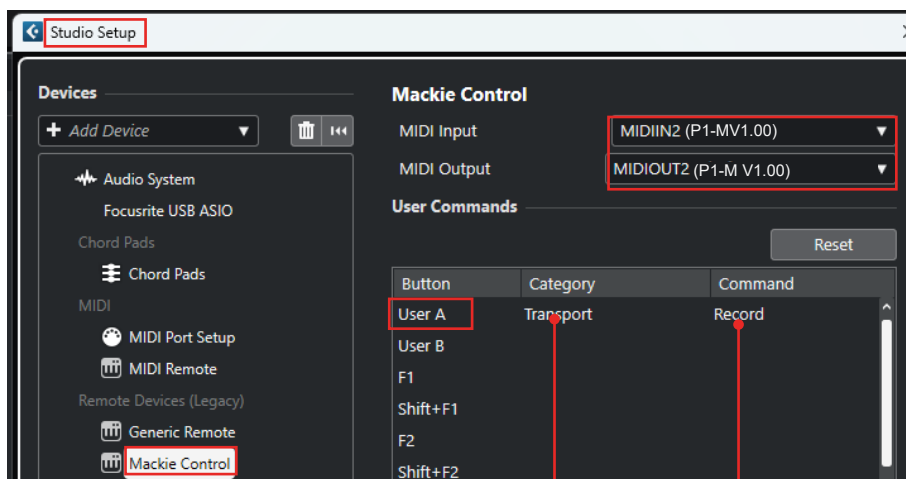 Studio Setup
Devices
Add Device
Audio System
Focusrite USB ASIO
Chord Pads
Chord Pads
MIDI
MIDI Port Setup
MIDI Remote
Remote Devices (Legacy)
Generic Remote
Mackie Control
Mackie Control
MIDI Input MIDIIN2 (P1-MV1.00)
MIDI Output MIDIOUT2 (P1-M V1.00)
User Commands
Reset
Button Category Command
User A Transport Record
User B
F1
Shift+F1
F2
Shift+F2